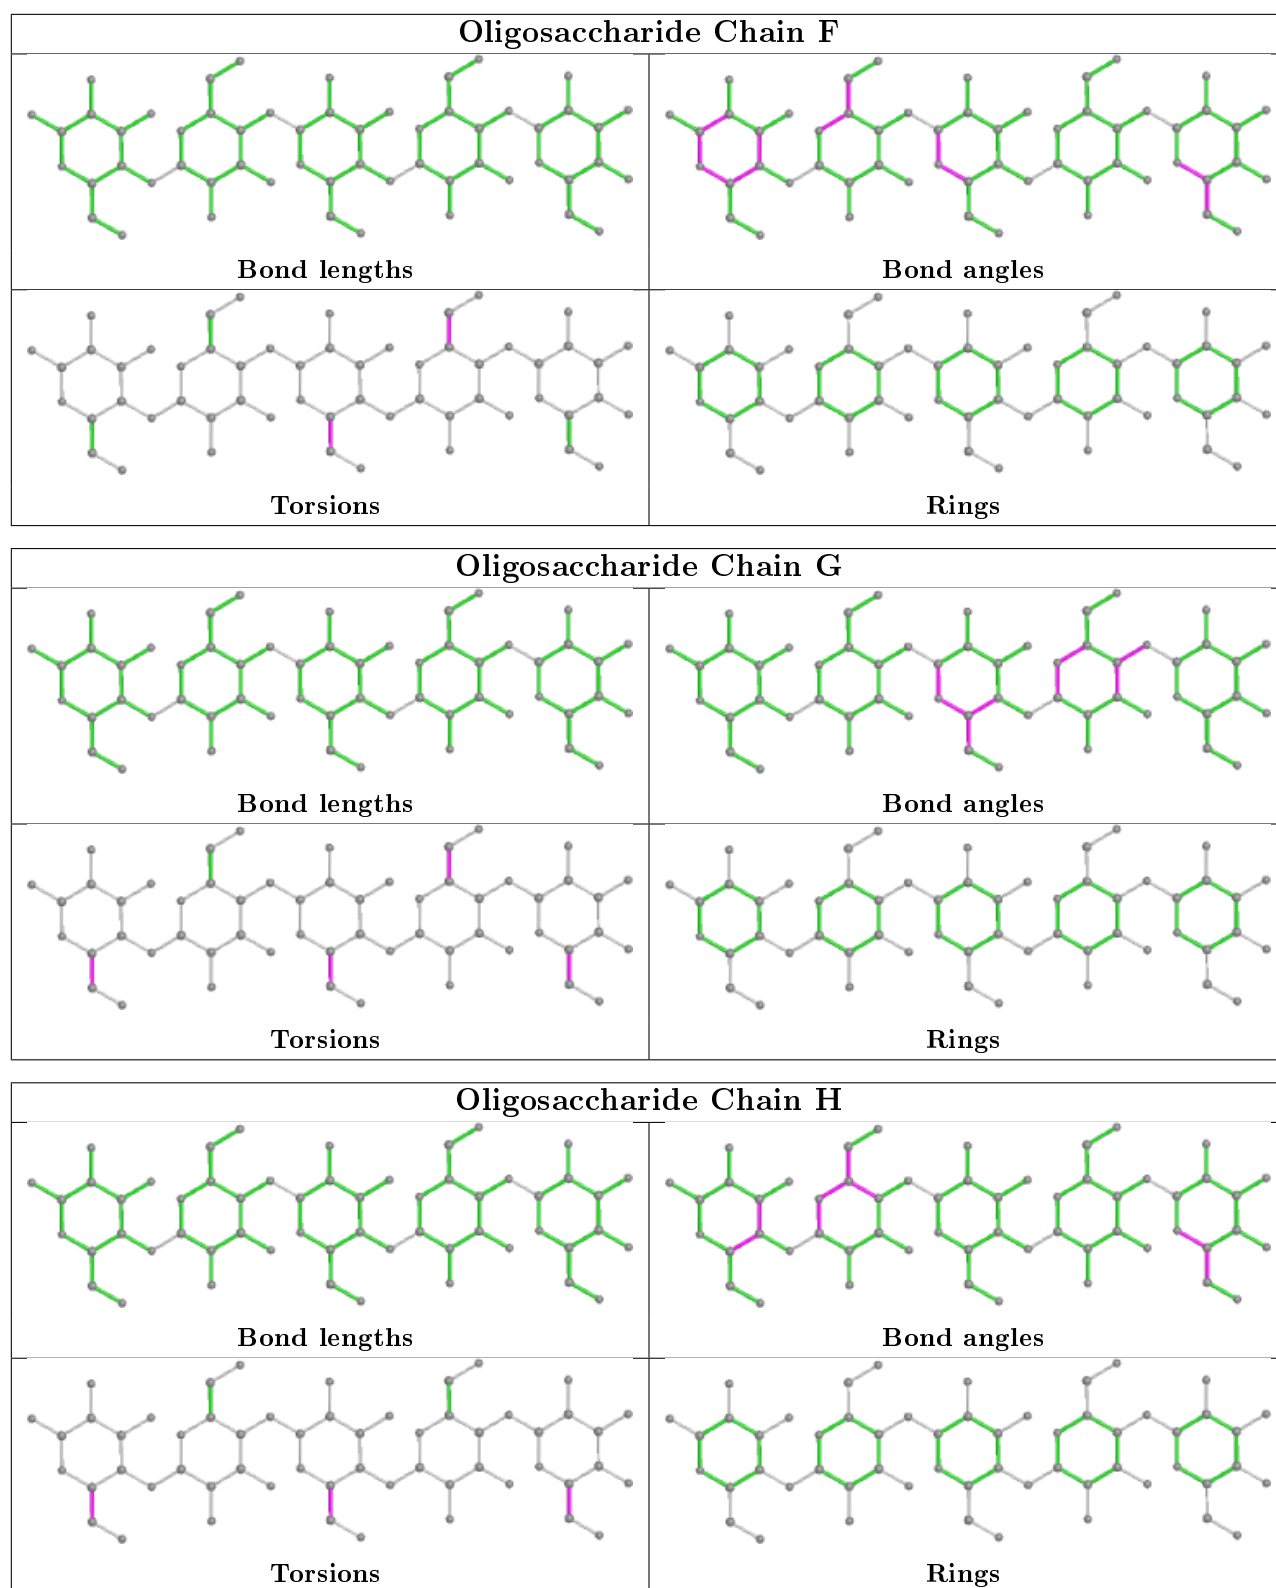 Oligosaccharide Chain F
Bond lengths
Bond angles
Torsions
Rings
Oligosaccharide Chain G
Bond lengths
Bond angles
Torsions
Rings
Oligosaccharide Chain H
Bond lengths
Bond angles
Torsions
Rings